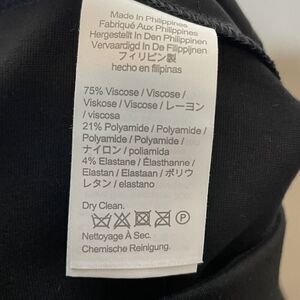 Made In Philippines
Fabriqué Aux Philippines
Hergestellt In Den Philippinen
Vervaardigd In De Filippijnen
フィリピン製
hecho en filipinas
75% Viscose / Viscose /
Viskose / Viscose / レーヨン
/ viscosa
21% Polyamide / Polyamide /
Polyamid / Polyamide /
ナイロン / poliamida
4% Elastane / Élasthanne /
Elastan / Elastaan / ポリウ
レタン / elastano
Dry Clean.
P
Nettoyage À Sec.
Chemische Reinigung.